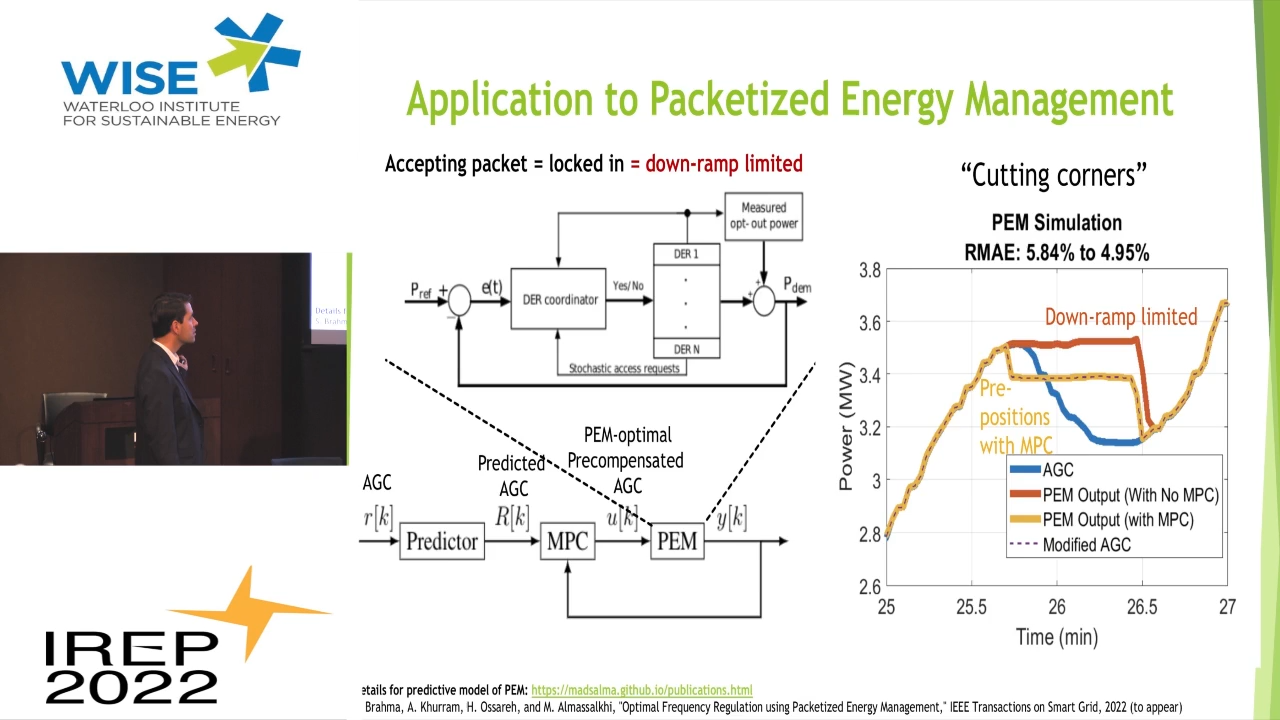 WISE
WATERLOO INSTITUTE
FOR SUSTAINABLE ENERGY
Application to Packetized Energy Management
Accepting packet = locked in = down-ramp limited
Measured
opt- out power
DER 1
Pref
+
e(t)
DER coordinator
Yes/No
+
+
Pdem
−
.
.
.
DER N
Stochastic access requests
PEM-optimal
Precompensated
AGC
Predicted
AGC
AGC
r[k]
Predictor
R[k]
MPC
u[k]
PEM
y[k]
“Cutting corners”
PEM Simulation
RMAE: 5.84% to 4.95%
3.8
3.6
3.4
3.2
3
2.8
2.6
Power (MW)
Down-ramp limited
Pre-
positions
with MPC
AGC
PEM Output (With No MPC)
PEM Output (with MPC)
Modified AGC
25
25.5
26
26.5
27
Time (min)
Details
S. Brahm
IREP
2022
etails for predictive model of PEM: https://madsalma.github.io/publications.html
Brahma, A. Khurram, H. Ossareh, and M. Almassalkhi, "Optimal Frequency Regulation using Packetized Energy Management," IEEE Transactions on Smart Grid, 2022 (to appear)